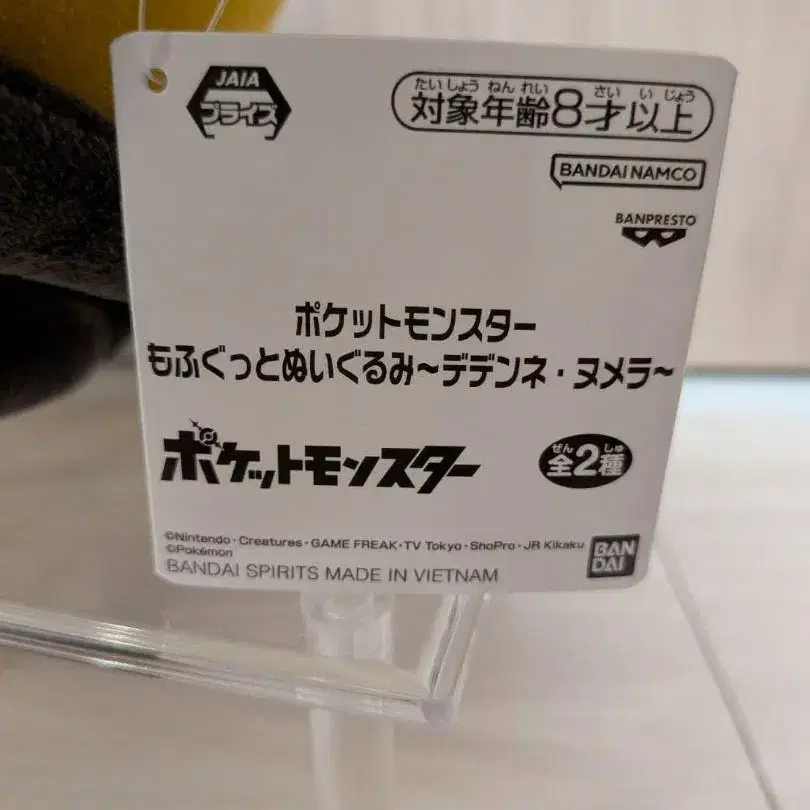 JAIA
プライズ
たいしょう ねん れい さい い じょう
対象年齢8才以上
BANDAI NAMCO
BANPRESTO
ポケットモンスター
もふぐっとぬいぐるみ~デデンネ・ヌメラ~
ポケットモンスター
ぜん しゅ
全2種
©Nintendo・Creatures・GAME FREAK・TV Tokyo・ShoPro・JR Kikaku
©Pokémon
BANDAI SPIRITS MADE IN VIETNAM
BAN
DAI